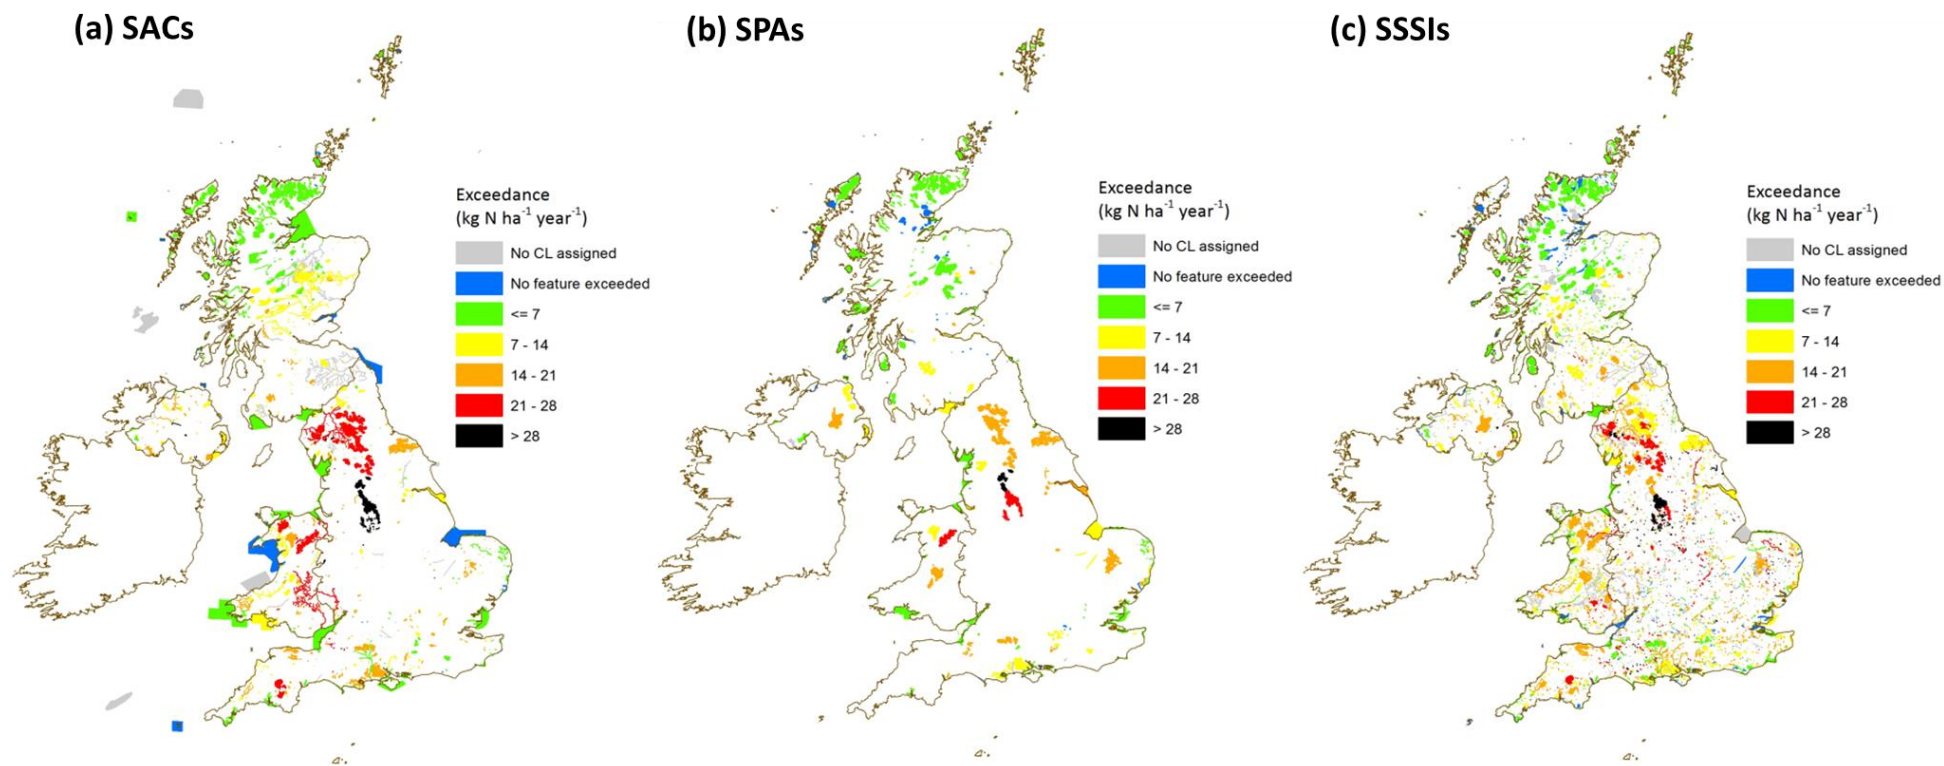 (a) SACs
(b) SPAs
(c) SSSIs
Exceedance
(kg N ha⁻¹ year⁻¹)
No CL assigned
No feature exceeded
<= 7
7 - 14
14 - 21
21 - 28
> 28
Exceedance
(kg N ha⁻¹ year⁻¹)
No CL assigned
No feature exceeded
<= 7
7 - 14
14 - 21
21 - 28
> 28
Exceedance
(kg N ha⁻¹ year⁻¹)
No CL assigned
No feature exceeded
<= 7
7 - 14
14 - 21
21 - 28
> 28